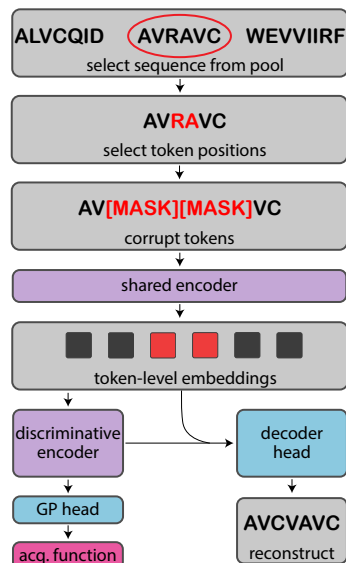 ALVCQID AVRAVC WEVVIIRF
select sequence from pool
AVRAVC
select token positions
AV[MASK][MASK]VC
corrupt tokens
shared encoder
token-level embeddings
discriminative
encoder
decoder
head
GP head
AVCVAVC
acq. function
reconstruct